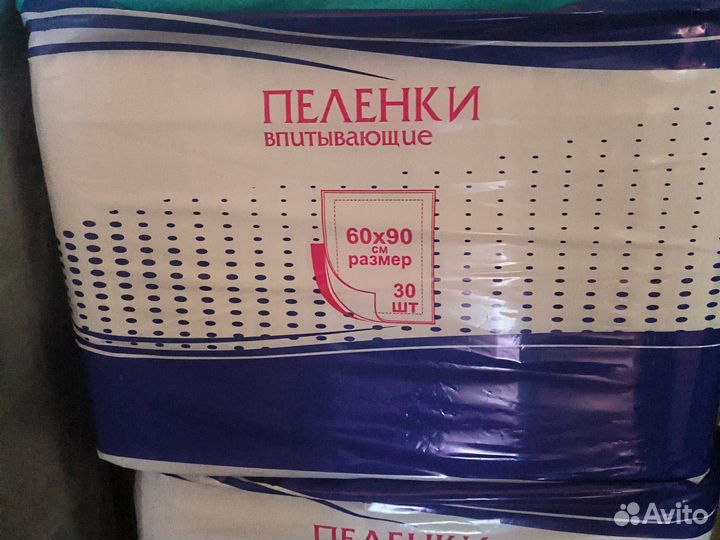 ПЕЛЕНКИ
впитывающие
60x90
см
размер
30
шт
ПЕЛЕНКИ
Avito